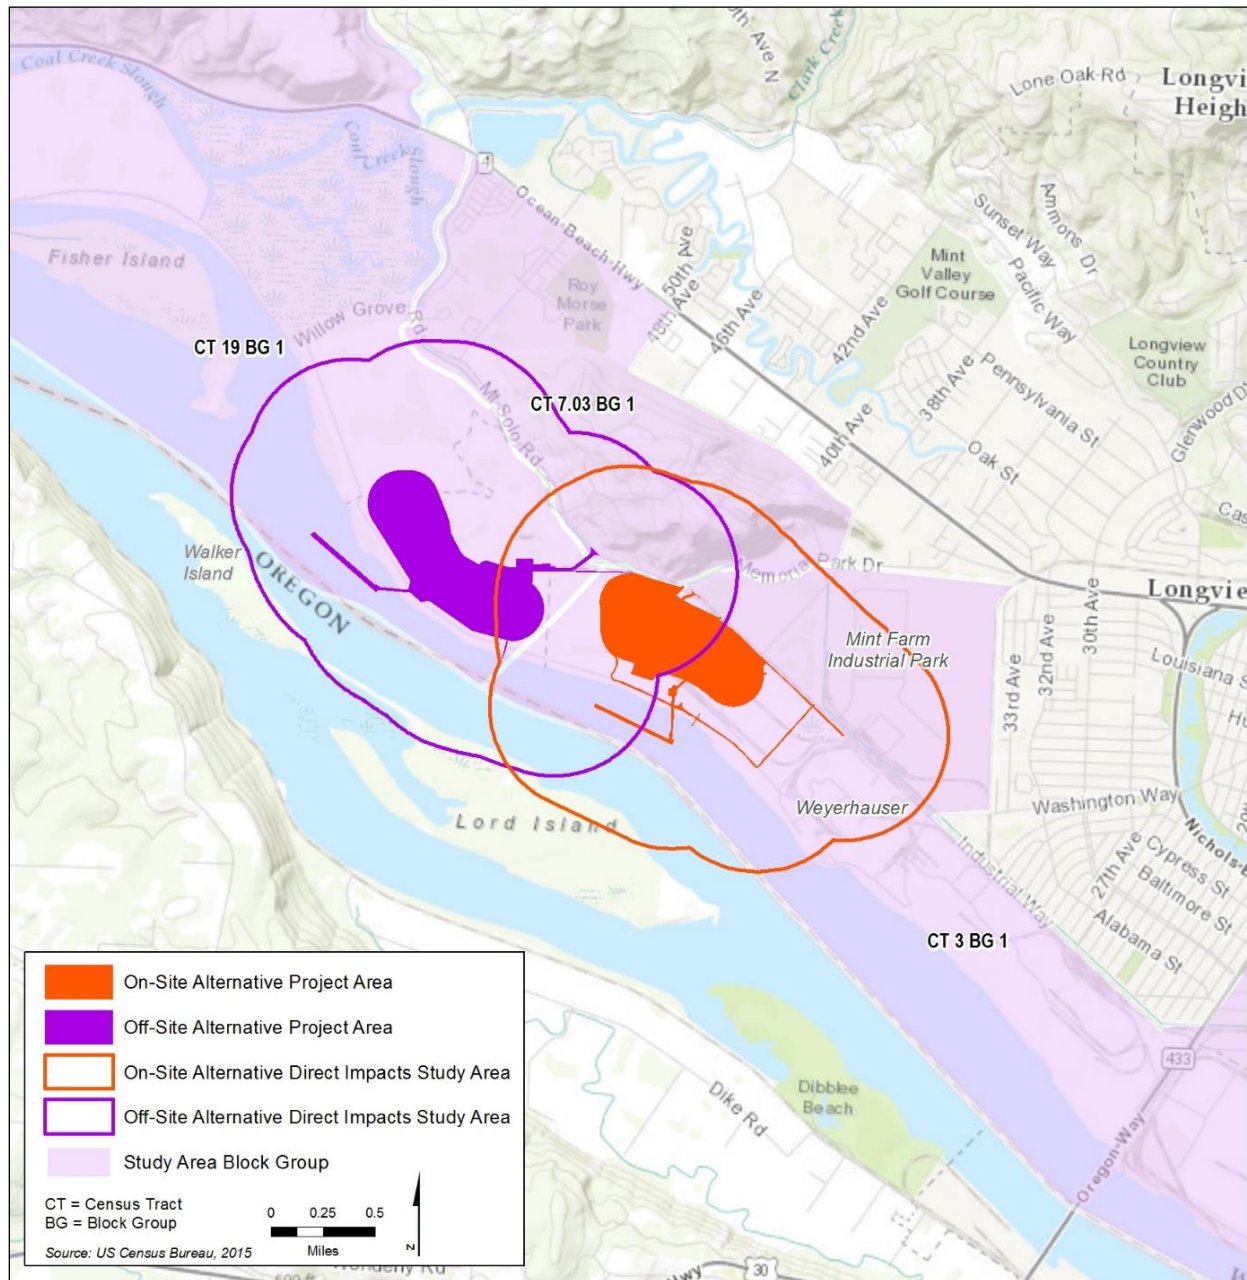 Coal Creek Slough
Coal
Creek
Slough
Clark Creek
Lone Oak Rd
Ave N
4
Ocean Beach Hwy
50th Ave
48th Ave
46th Ave
42nd Ave
40th Ave
38th Ave
Sunset Way
Ammons Dr
Pacific Way
Mint
Valley
Golf Course
Pennsylvania St
Longview
Country
Club
Oak St
Fisher Island
Willow Grove Rd
Roy
Morse
Park
CT 19 BG 1
CT 7.03 BG 1
Mt Solo Rd
Walker
Island
OREGON
Memorial Park Dr
Mint Farm
Industrial Park
33rd Ave
32nd Ave
30th Ave
Washington Way
Weyerhauser
Lord Island
Industrial Way
27th Ave
Cypress St
Baltimore St
Alabama St
CT 3 BG 1
433
Oregon Way
Dibblee
Beach
Dike Rd
30
On-Site Alternative Project Area
Off-Site Alternative Project Area
On-Site Alternative Direct Impacts Study Area
Off-Site Alternative Direct Impacts Study Area
Study Area Block Group
CT = Census Tract
BG = Block Group
0 0.25 0.5
Miles
N
Source: US Census Bureau, 2015